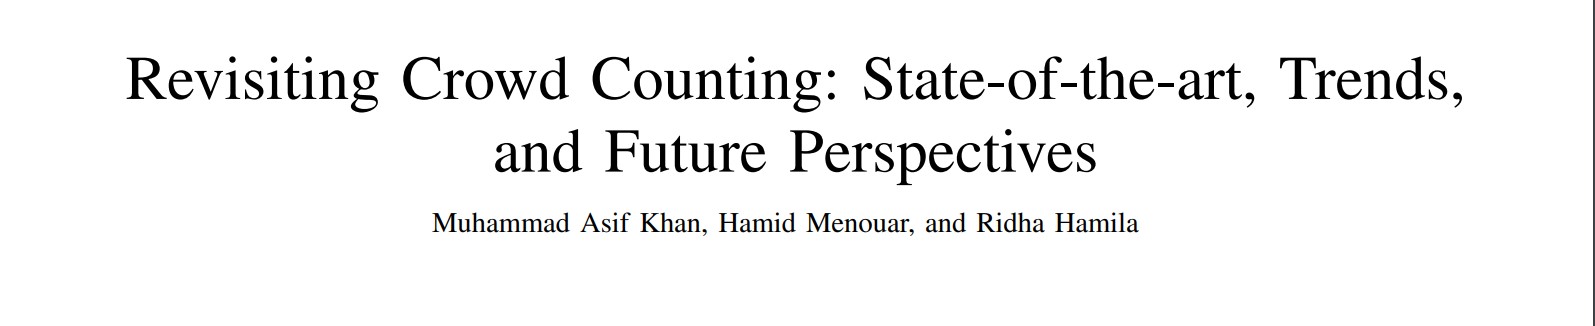 Revisiting Crowd Counting: State-of-the-art, Trends,
and Future Perspectives
Muhammad Asif Khan, Hamid Menouar, and Ridha Hamila